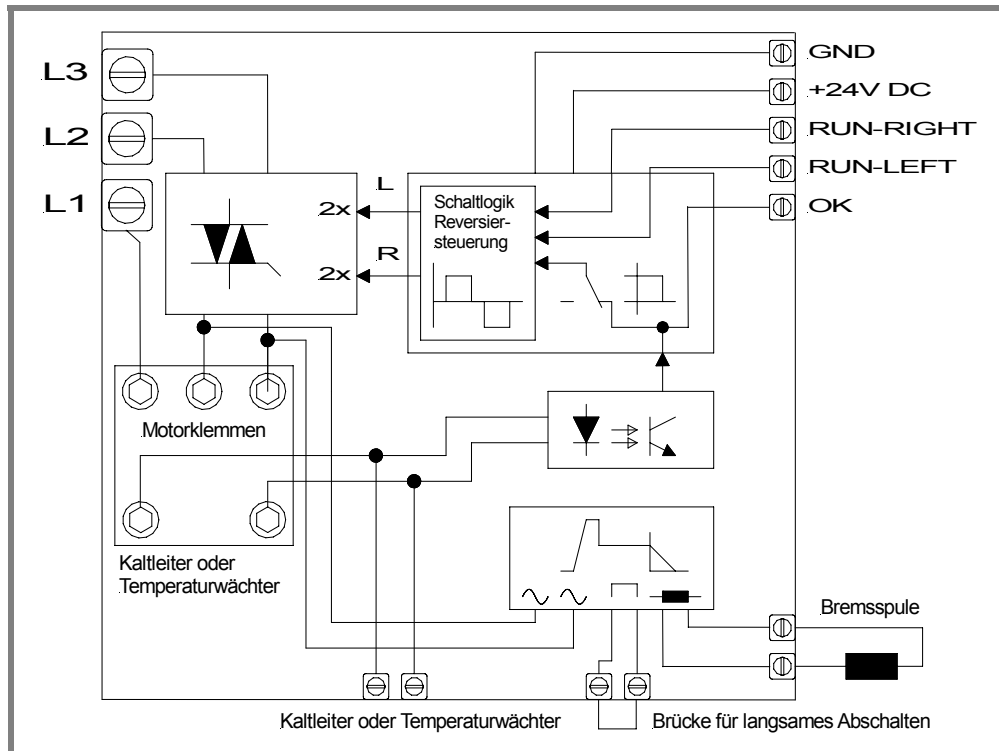 L3
L2
L1
GND
+24V DC
RUN-RIGHT
RUN-LEFT
OK
L
2x
R
2x
Schaltlogik
Reversier-
steuerung
Motorklemmen
Kaltleiter oder
Temperaturwächter
Bremsspule
Kaltleiter oder Temperaturwächter
Brücke für langsames Abschalten